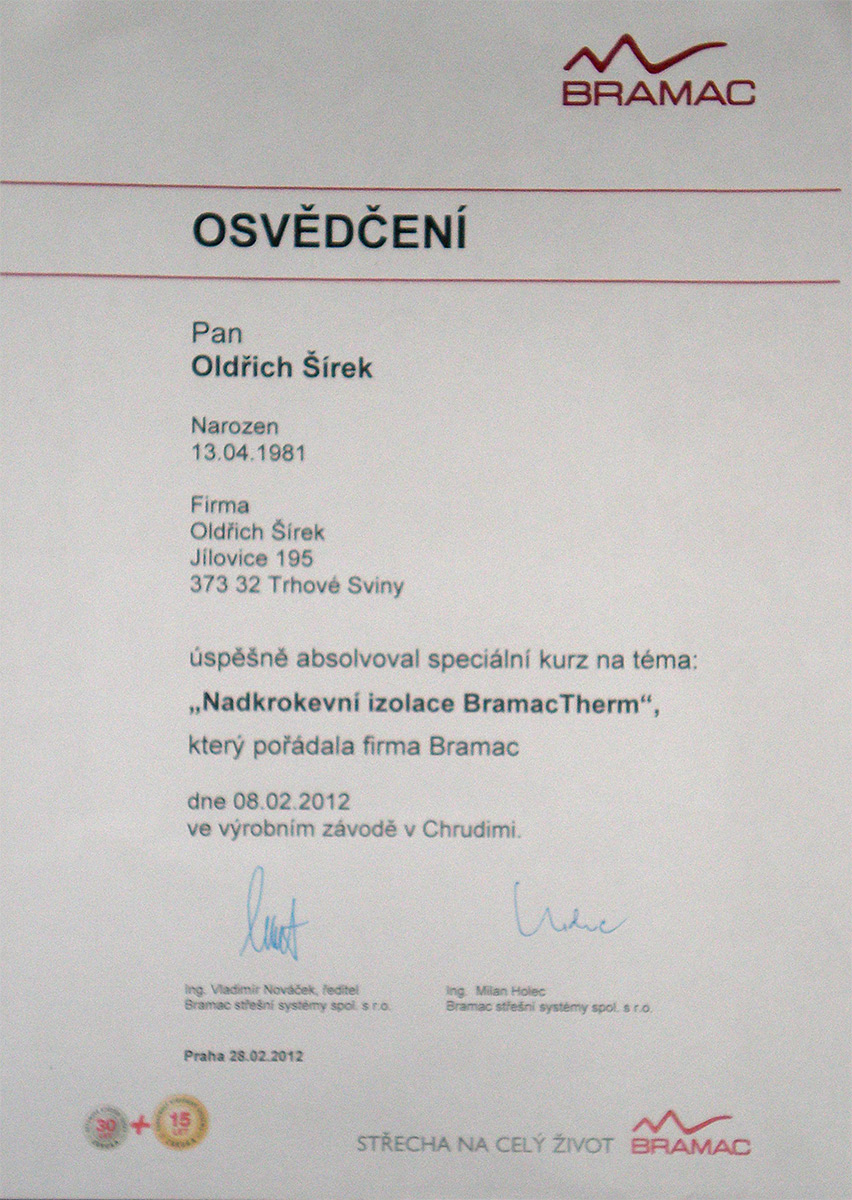 BRAMAC
OSVĚDČENÍ
Pan
Oldřich Šírek
Narozen
13.04.1981
Firma
Oldřich Šírek
Jílovice 195
373 32 Trhové Sviny
úspěšně absolvoval speciální kurz na téma:
„Nadkrokevní izolace BramacTherm“,
který pořádala firma Bramac
dne 08.02.2012
ve výrobním závodě v Chrudimi.
Ing. Vladimír Nováček, ředitel
Bramac střešní systémy spol. s r.o.
Ing. Milan Holec
Bramac střešní systémy spol. s r.o.
Praha 28.02.2012
30 + 15
LET
STŘECHA NA CELÝ ŽIVOT BRAMAC